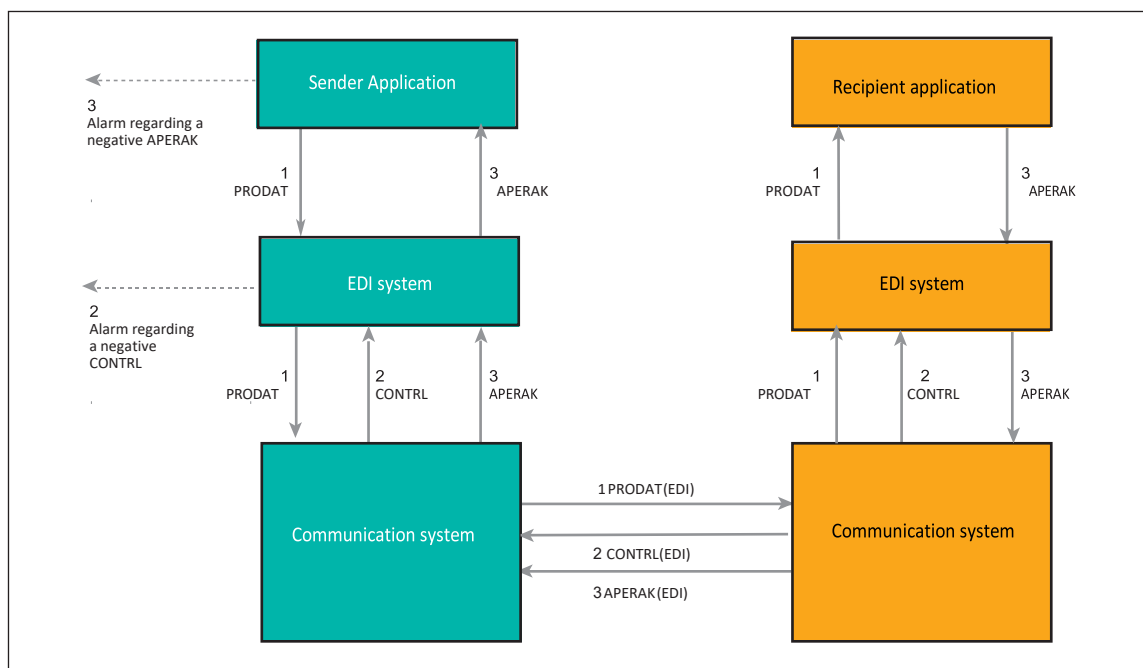 Sender Application
Recipient application
3
Alarm regarding a
negative APERAK
1
PRODAT
3
APERAK
1
PRODAT
3
APERAK
EDI system
EDI system
2
Alarm regarding
a negative
CONTRL
1
PRODAT
2
CONTRL
3
APERAK
1
PRODAT
2
CONTRL
3
APERAK
1 PRODAT(EDI)
Communication system
Communication system
2 CONTRL(EDI)
3 APERAK(EDI)